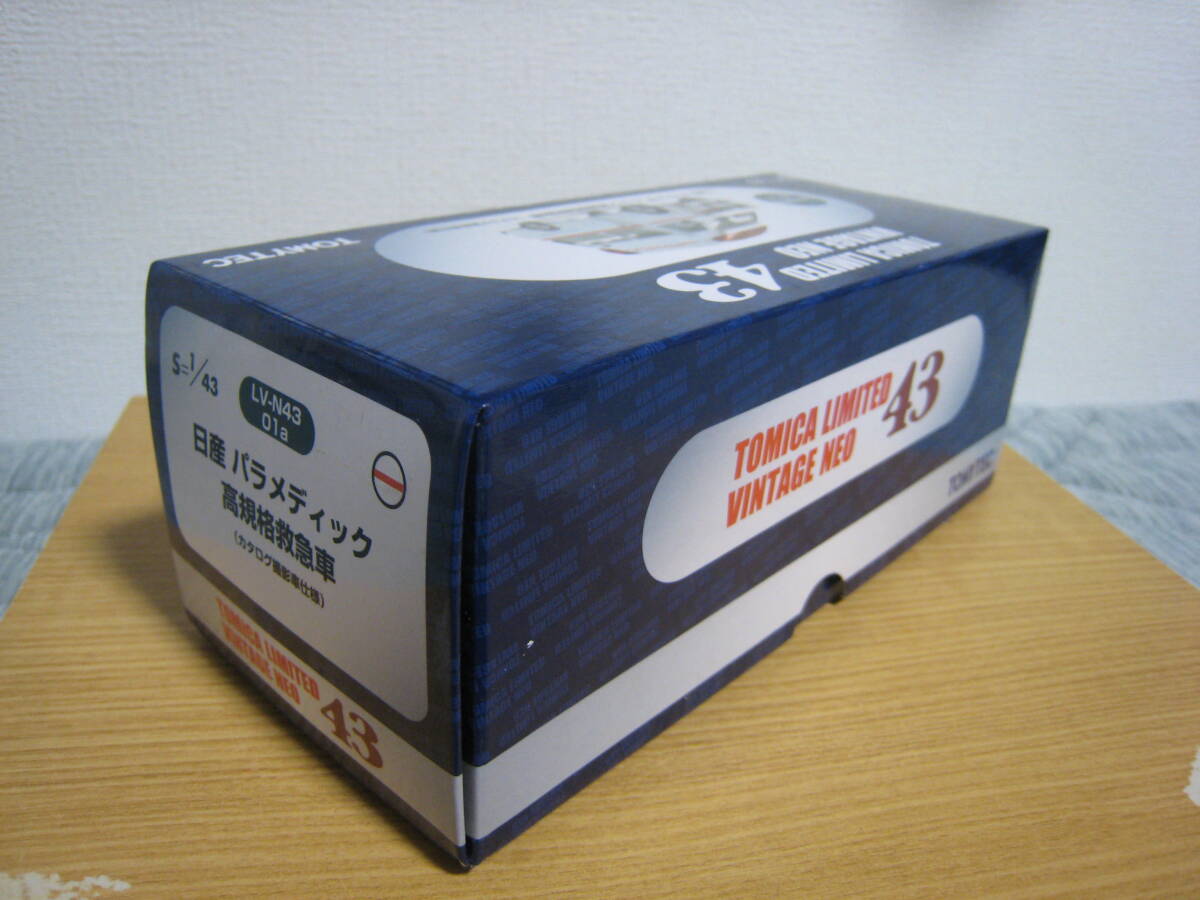 TOMYTEC
TOMICA LIMITED
VINTAGE NEO
43
S=1/43
LV-N43
01a
日産 パラメディック
高規格救急車
(カタログ撮影車仕様)
TOMICA LIMITED
VINTAGE NEO
43
TOMICA LIMITED
VINTAGE NEO
43
TOMYTEC